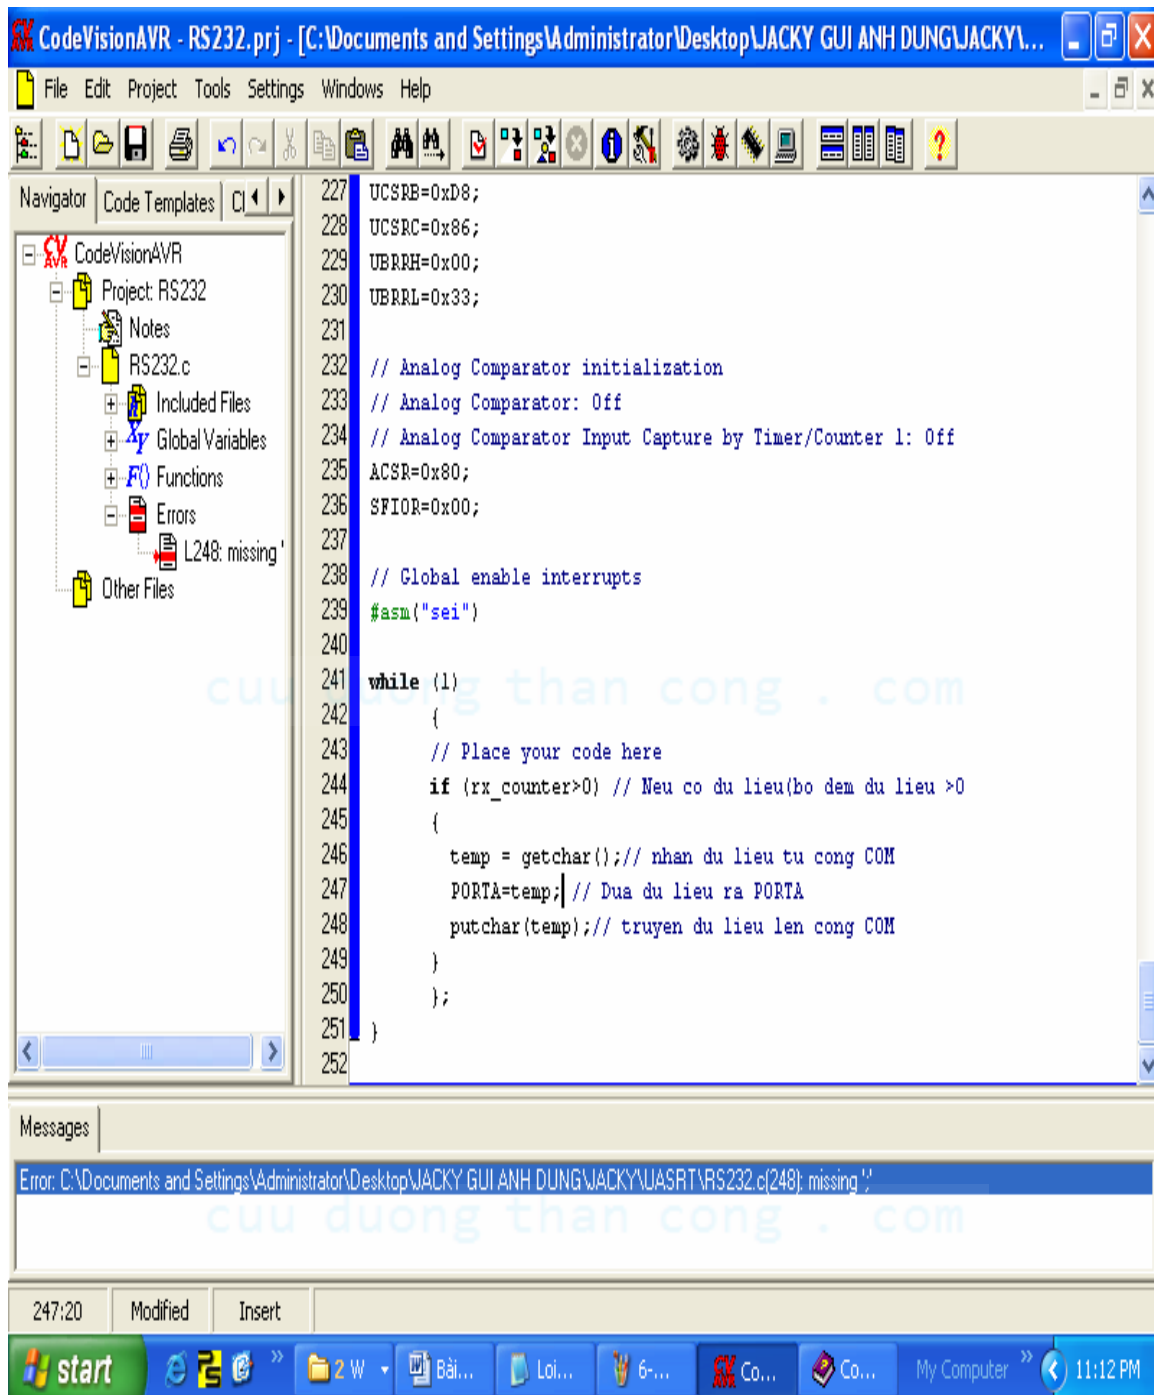 CodeVisionAVR - RS232.prj - [C:\Documents and Settings\Administrator\Desktop\JACKY GUI ANH DUNG\JACKY\...
File Edit Project Tools Settings Windows Help
Navigator Code Templates
CodeVisionAVR
Project: RS232
Notes
RS232.c
Included Files
Global Variables
Functions
Errors
L248: missing '
Other Files
227 UCSRB=0xD8;
228 UCSRC=0x86;
229 UBRRH=0x00;
230 UBRRL=0x33;
231
232 // Analog Comparator initialization
233 // Analog Comparator: Off
234 // Analog Comparator Input Capture by Timer/Counter 1: Off
235 ACSR=0x80;
236 SFIOR=0x00;
237
238 // Global enable interrupts
239 #asm("sei")
240
241 while (1)
242 {
243 // Place your code here
244 if (rx_counter>0) // Neu co du lieu(bo dem du lieu >0
245 {
246 temp = getchar();// nhan du lieu tu cong COM
247 PORTA=temp; // Dua du lieu ra PORTA
248 putchar(temp);// truyen du lieu len cong COM
249 }
250 };
251 }
252
cuu duong than cong . com
Messages
Error: C:\Documents and Settings\Administrator\Desktop\JACKY GUI ANH DUNG\JACKY\UASRT\RS232.c(248): missing ';'
cuu duong than cong . com
247:20 Modified Insert
start 2 W Bài... Loi... 6-... Co... Co... My Computer 11:12 PM